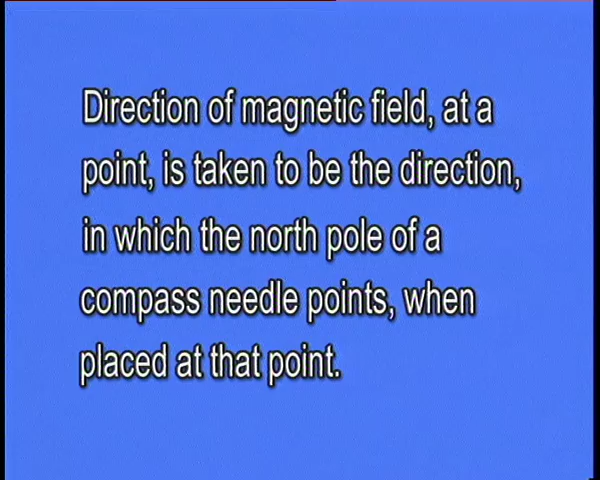 Direction of magnetic field, at a
point, is taken to be the direction,
in which the north pole of a
compass needle points, when
placed at that point.